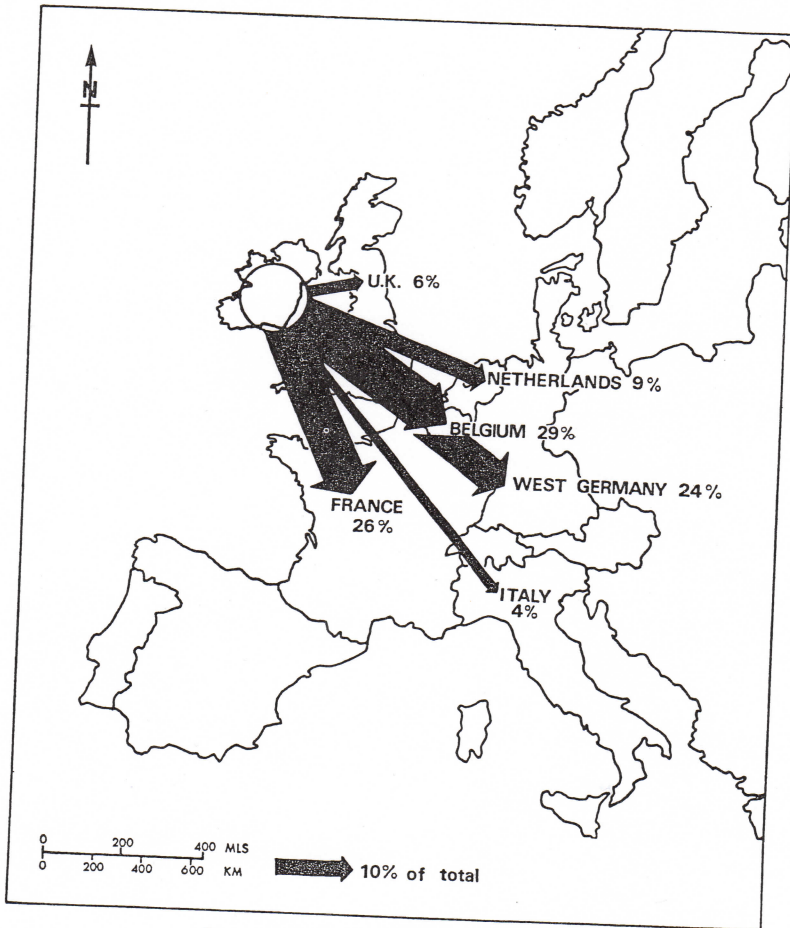 N
U.K. 6%
NETHERLANDS 9%
BELGIUM 29%
WEST GERMANY 24%
FRANCE
26%
ITALY
4%
0 200 400 MLS
0 200 400 600 KM
10% of total